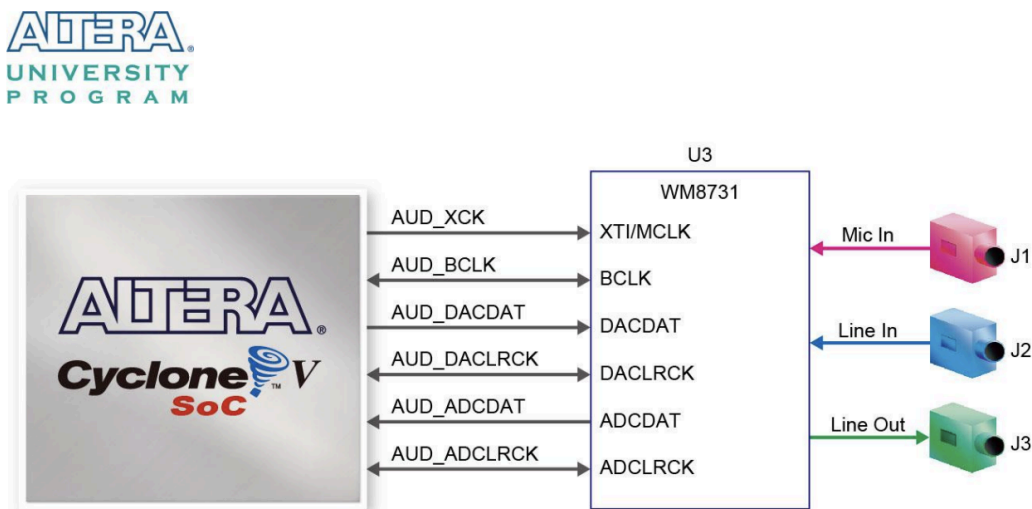 ALTERA®
UNIVERSITY
PROGRAM
U3
WM8731
AUD_XCK
XTI/MCLK
Mic In
J1
AUD_BCLK
BCLK
ALTERA®
AUD_DACDAT
DACDAT
Line In
J2
Cyclone™ V
SoC
AUD_DACLRCK
DACLRCK
AUD_ADCDAT
ADCDAT
Line Out
J3
AUD_ADCLRCK
ADCLRCK